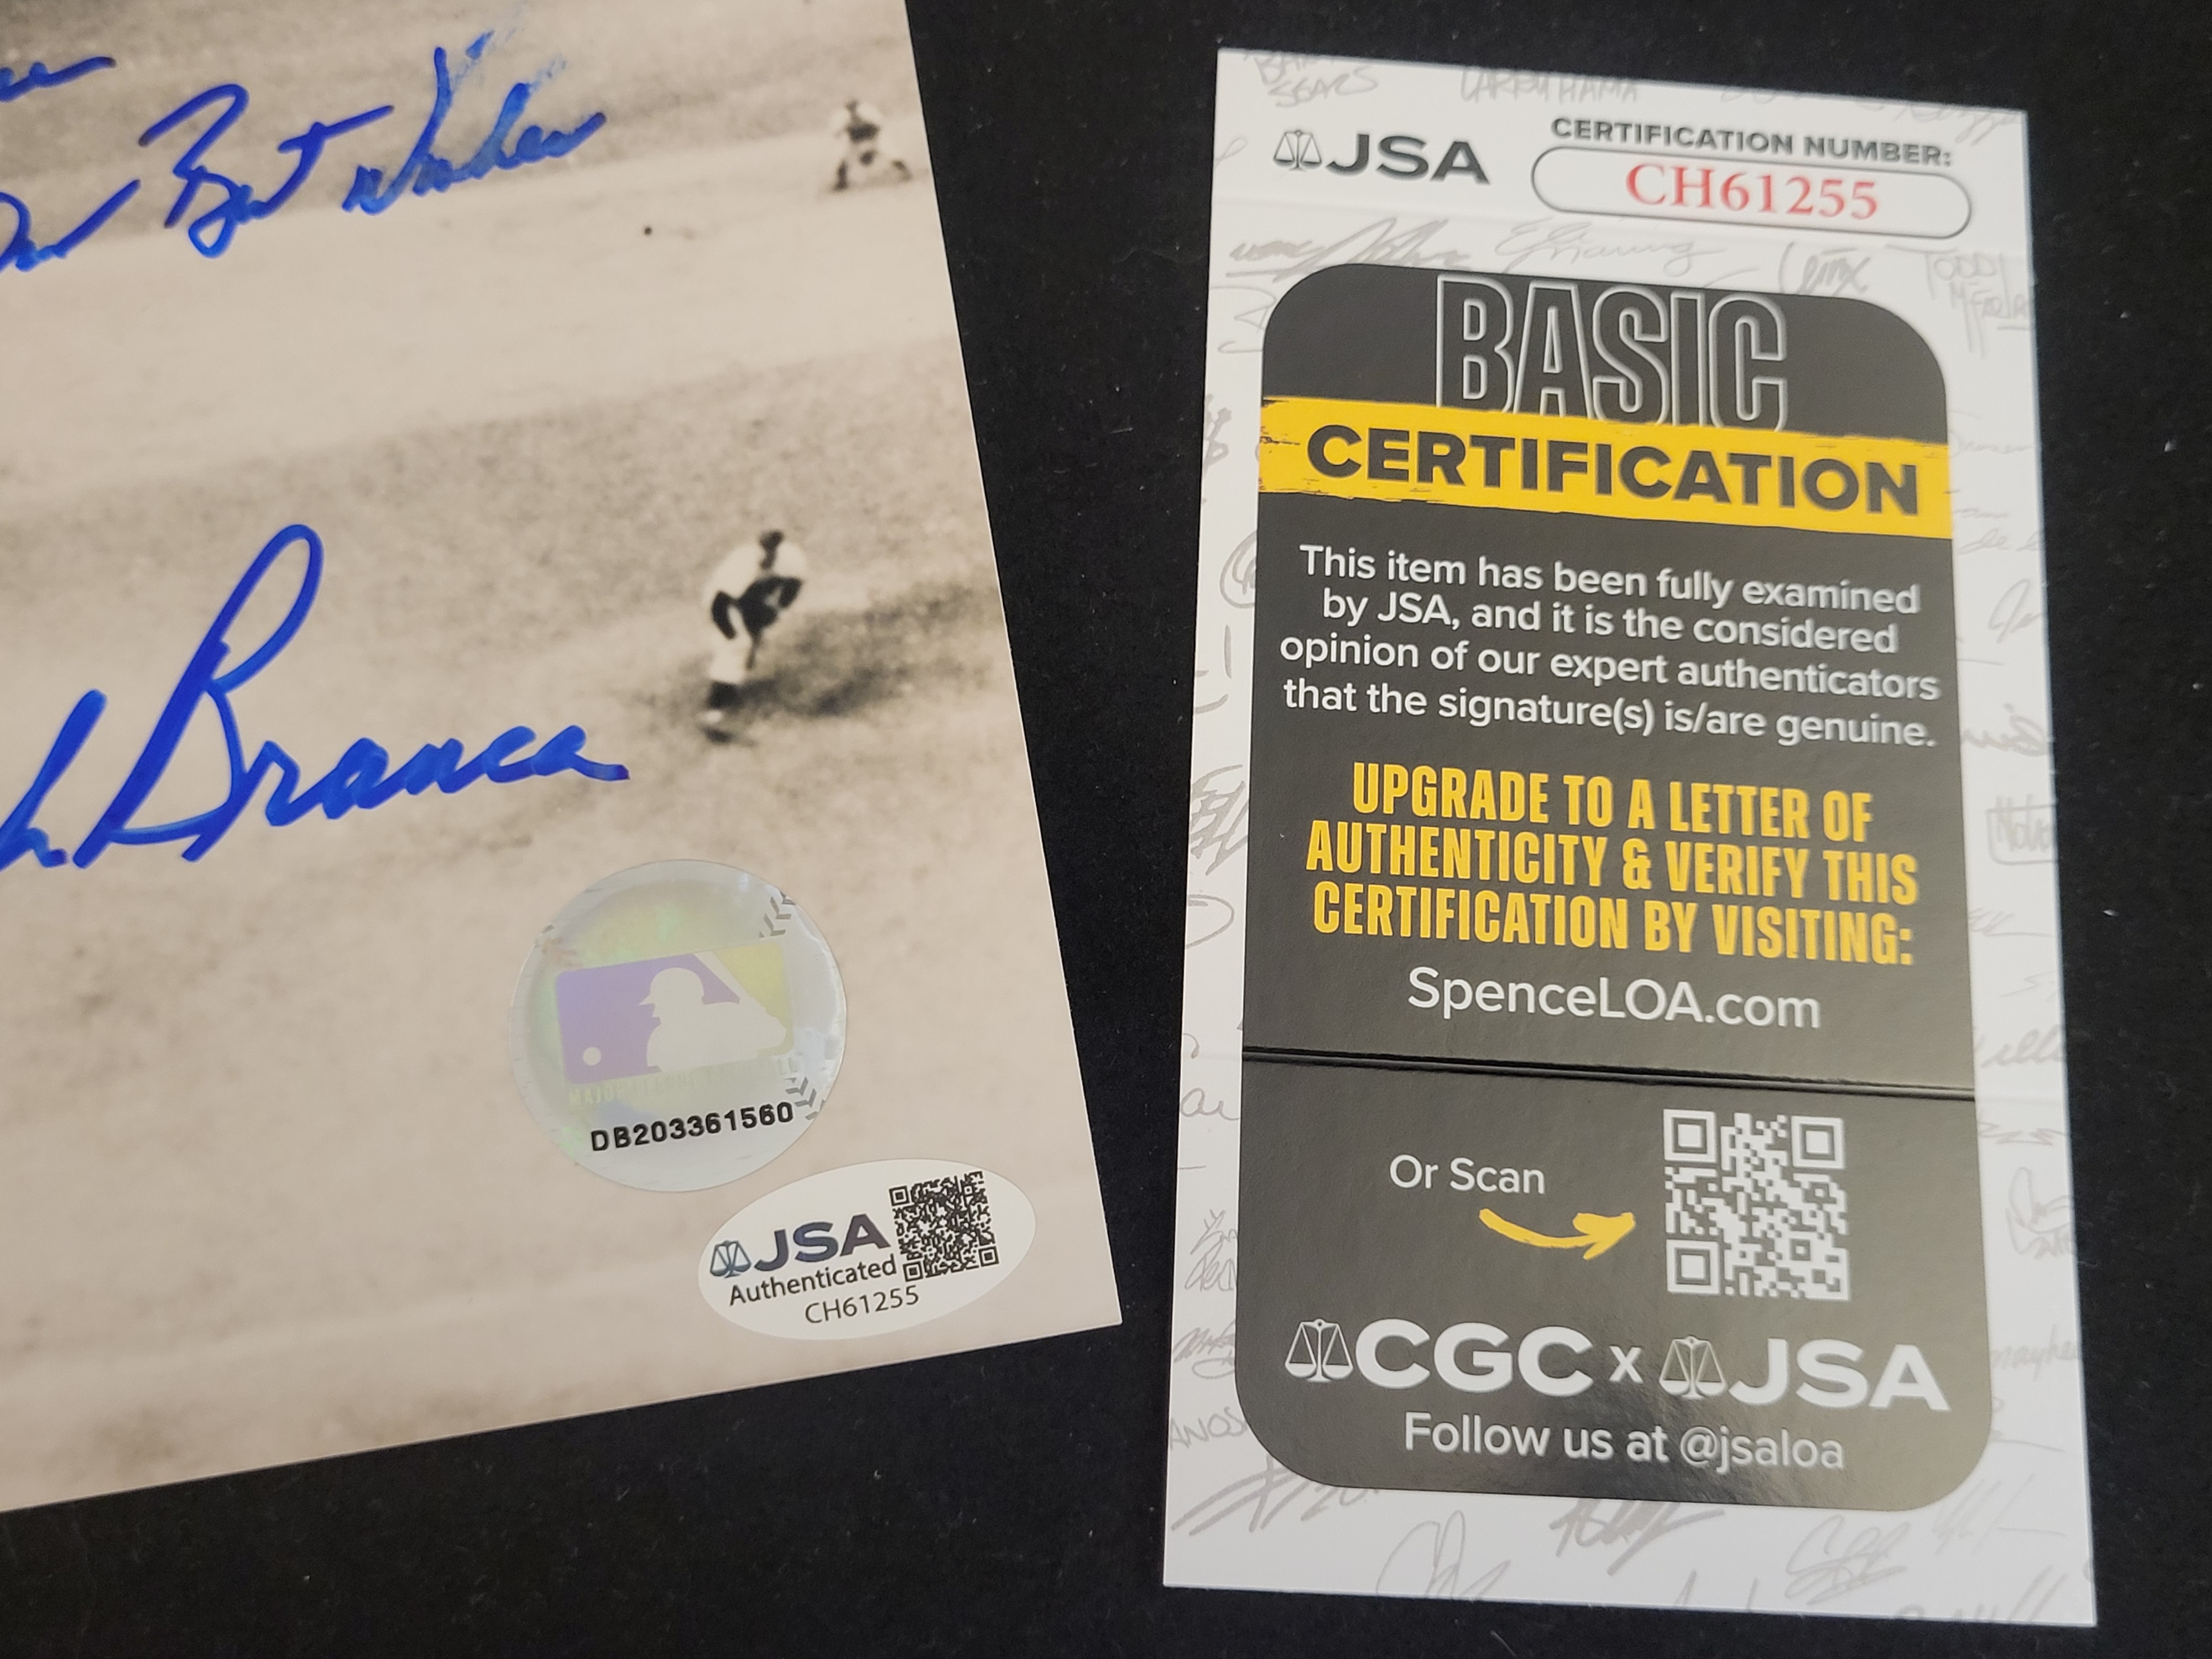 Best Wishes
Branca
MAJOR LEAGUE BASEBALL
DB203361560
JSA
Authenticated
CH61255
JSA
CERTIFICATION NUMBER:
CH61255
BASIC
CERTIFICATION
This item has been fully examined
by JSA, and it is the considered
opinion of our expert authenticators
that the signature(s) is/are genuine.
UPGRADE TO A LETTER OF
AUTHENTICITY & VERIFY THIS
CERTIFICATION BY VISITING:
SpenceLOA.com
Or Scan
CGC x JSA
Follow us at @jsaloa